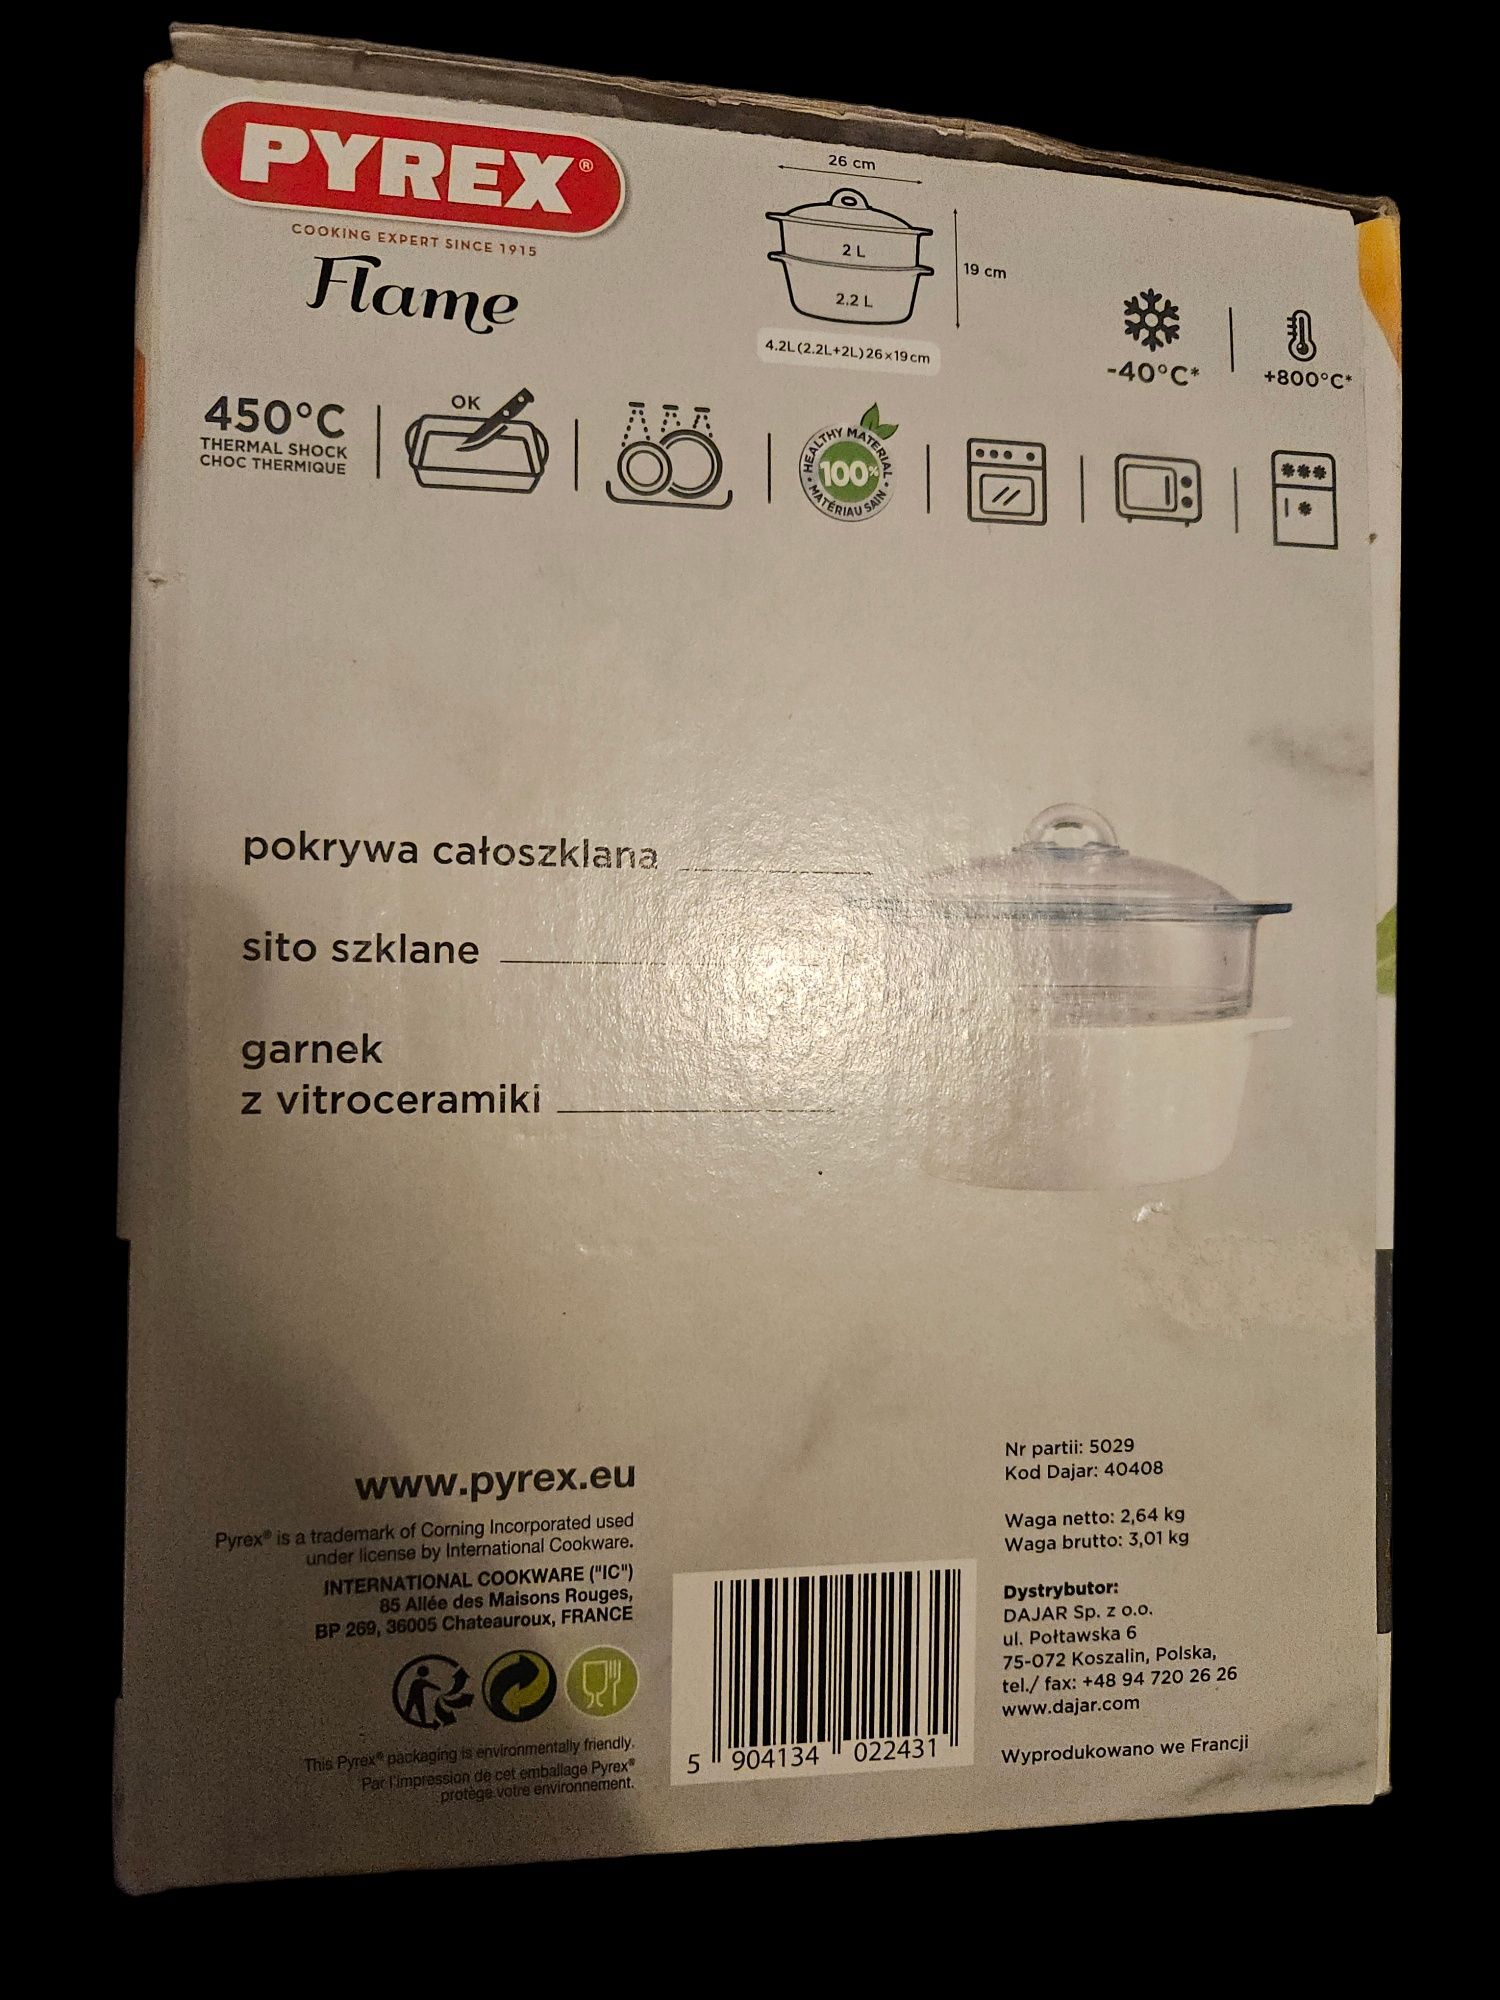 PYREX®
COOKING EXPERT SINCE 1915
Flame
26 cm
2 L
2.2 L
19 cm
4.2L(2.2L+2L)26x19cm
-40°C*
+800°C*
450°C
THERMAL SHOCK
CHOC THERMIQUE
OK
HEALTHY MATERIAL
100%
MATÉRIAU SAIN
pokrywa całoszklana
sito szklane
garnek
z vitroceramiki
www.pyrex.eu
Pyrex® is a trademark of Corning Incorporated used
under license by International Cookware.
INTERNATIONAL COOKWARE ("IC")
85 Allée des Maisons Rouges,
BP 269, 36005 Chateauroux, FRANCE
This Pyrex® packaging is environmentally friendly.
Par l'impression de cet emballage Pyrex®
protège votre environnement.
5 904134 022431
Nr partii: 5029
Kod Dajar: 40408
Waga netto: 2,64 kg
Waga brutto: 3,01 kg
Dystrybutor:
DAJAR Sp. z o.o.
ul. Połtawska 6
75-072 Koszalin, Polska,
tel./ fax: +48 94 720 26 26
www.dajar.com
Wyprodukowano we Francji